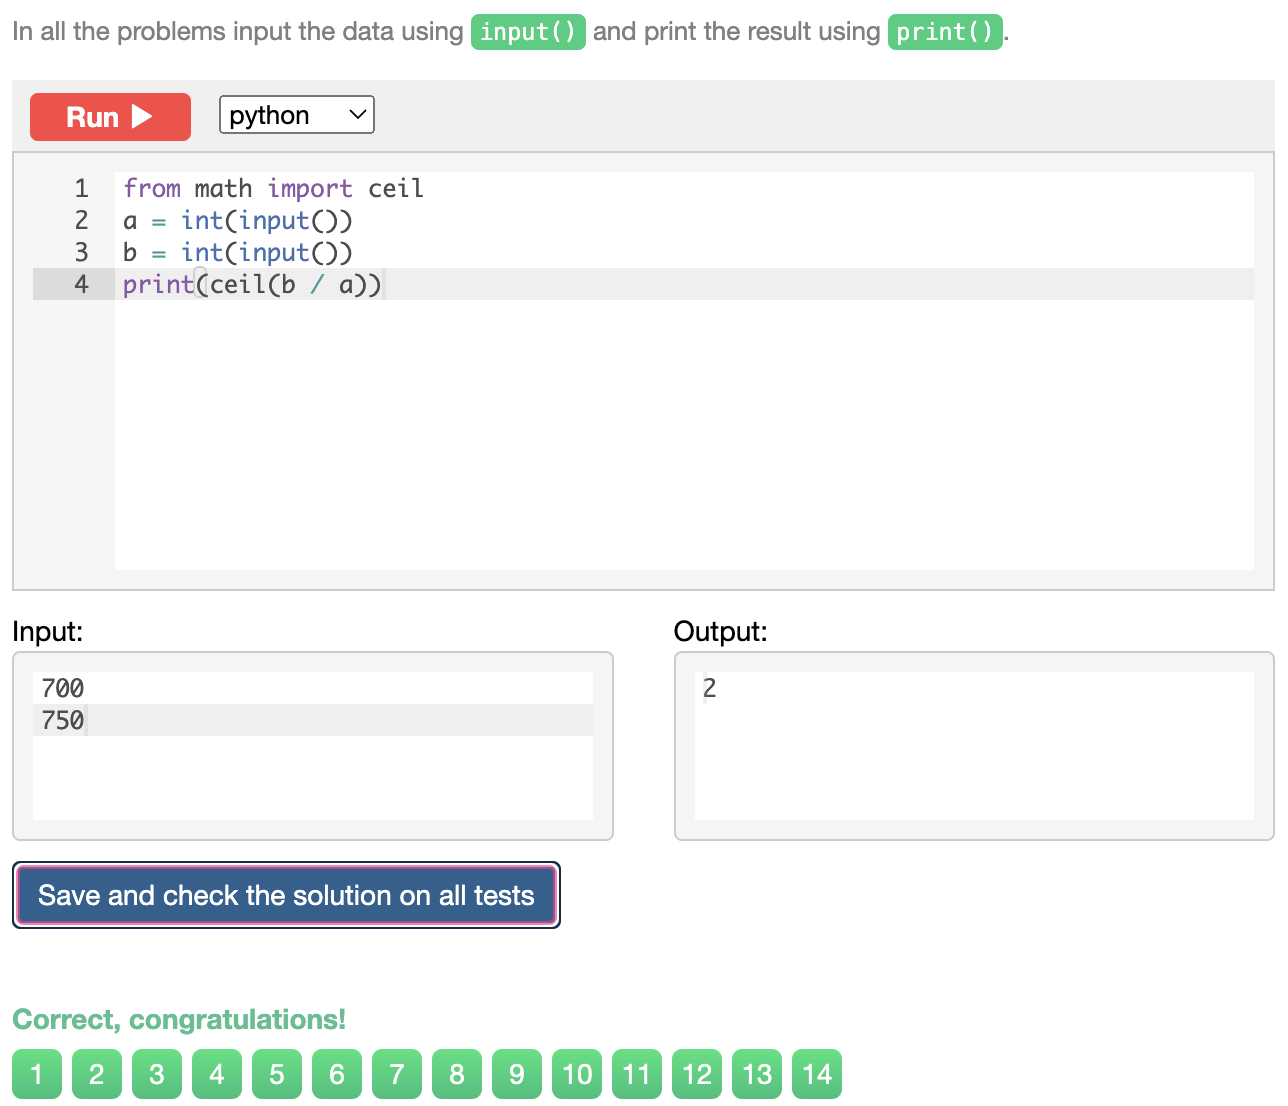 In all the problems input the data using input() and print the result using print().
Run
python
1 from math import ceil
2 a = int(input())
3 b = int(input())
4 print(ceil(b / a))
Input:
700
750
Output:
2
Save and check the solution on all tests
Correct, congratulations!
1 2 3 4 5 6 7 8 9 10 11 12 13 14